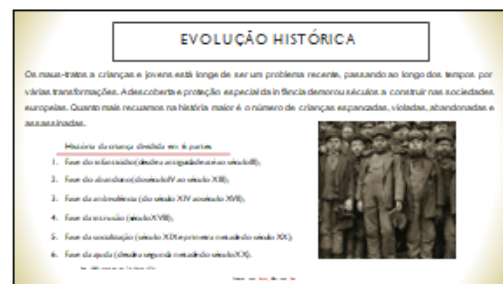 EVOLUÇÃO HISTÓRICA
Os maus-tratos a crianças e jovens está longe de ser um problema recente, passando ao longo dos tempos por
várias transformações. A descoberta e proteção especial da infância demorou séculos a construir nas sociedades
europeias. Quanto mais recuamos na história maior é o número de crianças espancadas, violadas, abandonadas e
assassinadas.
História da criança dividida em 6 partes
1. Fase do infanticídio (desde a antiguidade até ao século III);
2. Fase do abandono (do século IV ao século XIII);
3. Fase da ambivalência (do século XIV ao século XVII);
4. Fase da intrusão (século XVIII);
5. Fase da socialização (século XIX e primeira metade do século XX);
6. Fase da ajuda (desde a segunda metade do século XX).